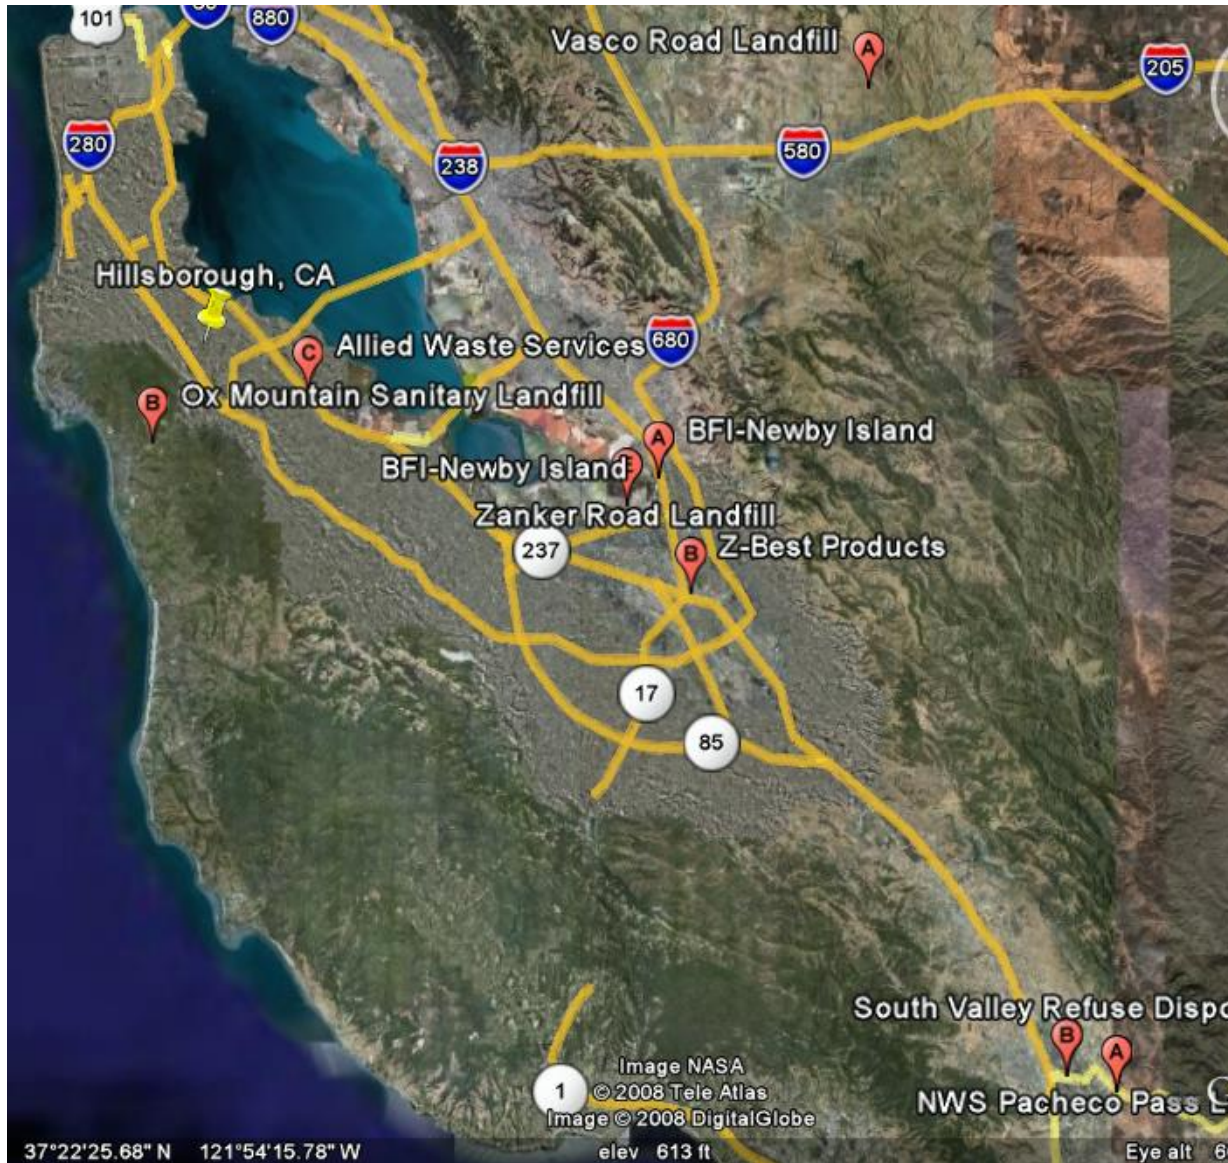 101
80
880
Vasco Road Landfill
A
205
280
238
580
Hillsborough, CA
680
C
Allied Waste Services
B
Ox Mountain Sanitary Landfill
A
BFI-Newby Island
BFI-Newby Island
Zanker Road Landfill
237
B
Z-Best Products
17
85
South Valley Refuse Dispo
B
A
NWS Pacheco Pass L
1
Image NASA
© 2008 Tele Atlas
Image © 2008 DigitalGlobe
37°22'25.68" N 121°54'15.78" W elev 613 ft Eye alt 6